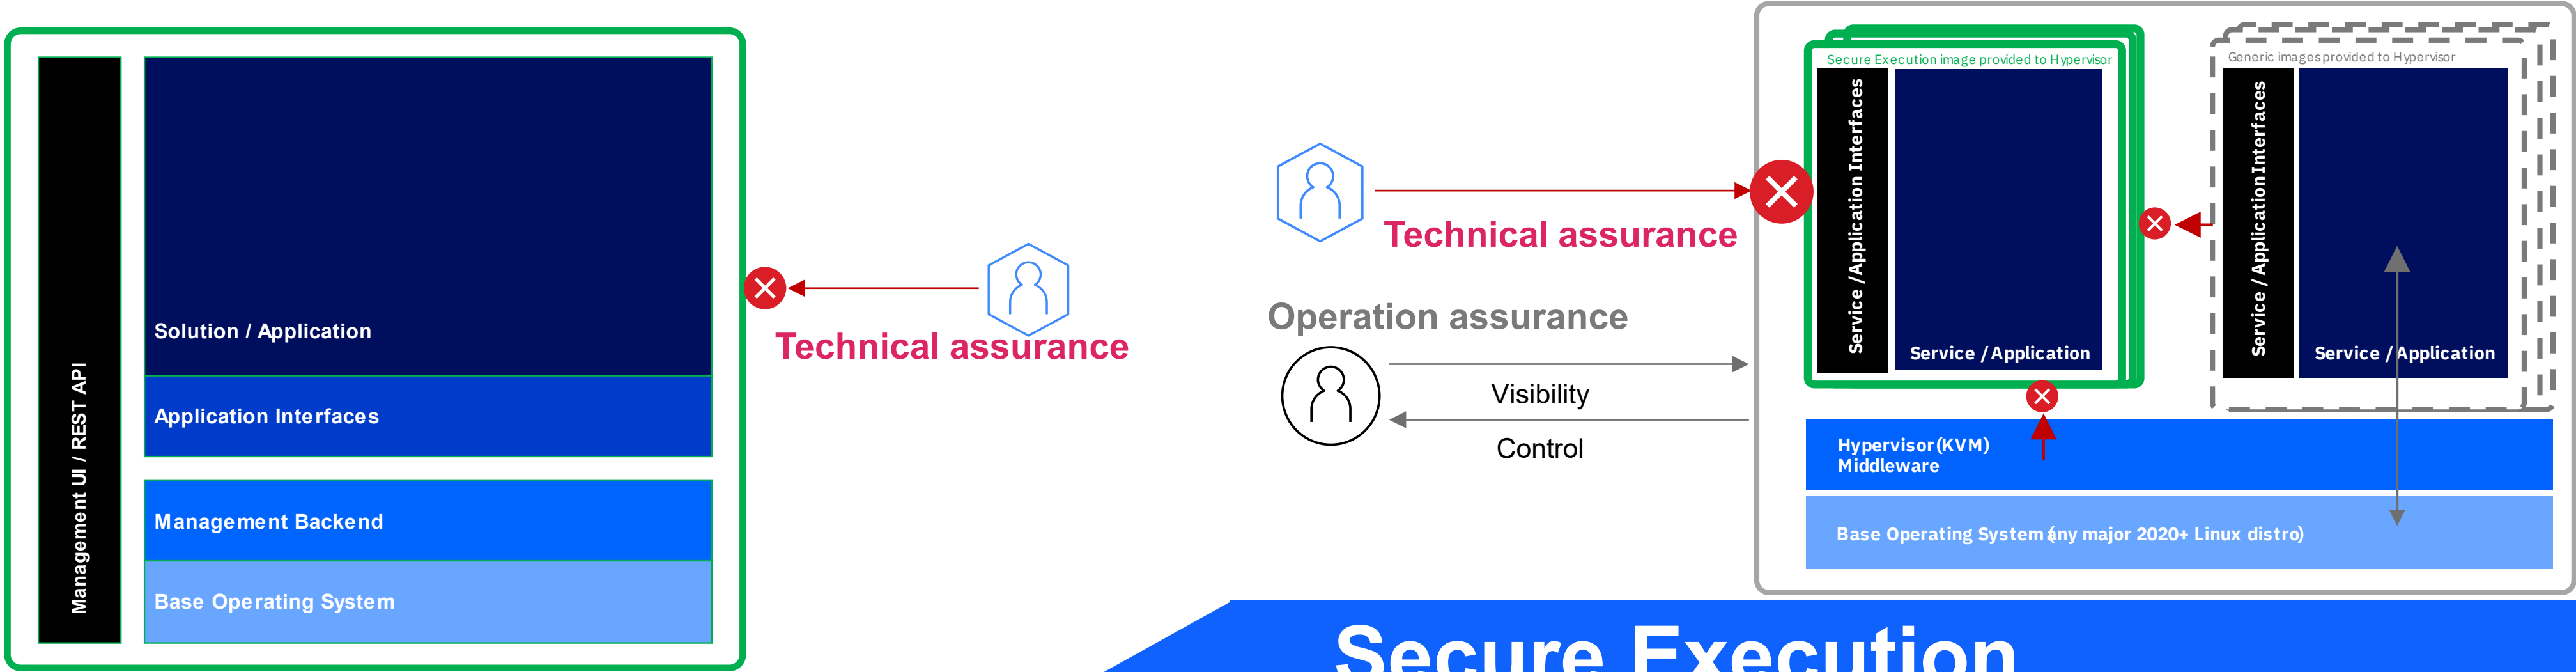 Management UI / REST API
Solution / Application
Application Interfaces
Management Backend
Base Operating System
Technical assurance
Technical assurance
Operation assurance
Visibility
Control
Secure Execution image provided to Hypervisor
Service / Application Interfaces
Service / Application
Generic images provided to Hypervisor
Service / Application Interfaces
Service / Application
Hypervisor (KVM)
Middleware
Base Operating System (any major 2020+ Linux distro)
Secure Execution